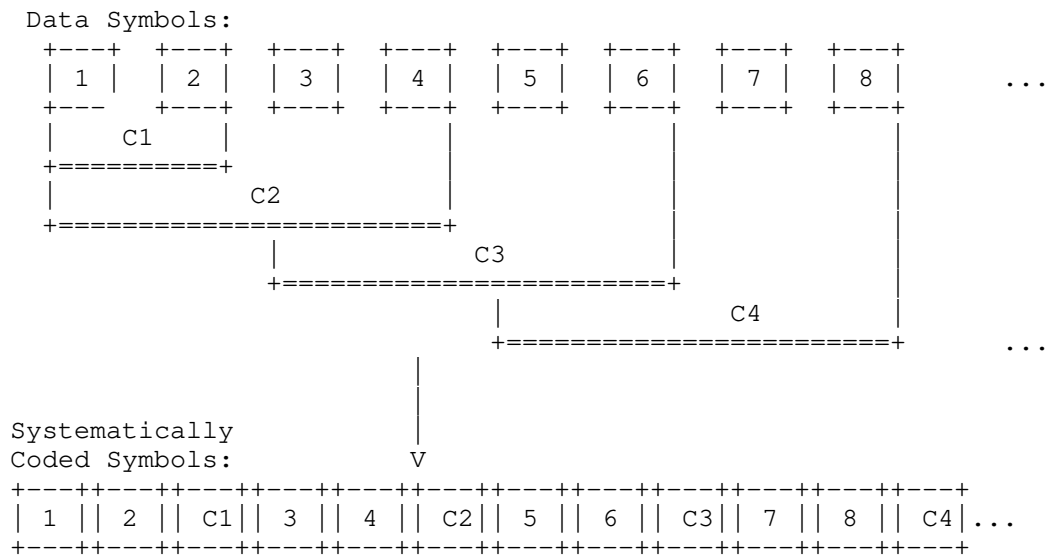 Data Symbols:
+---+ +---+ +---+ +---+ +---+ +---+ +---+ +---+
| 1 | | 2 | | 3 | | 4 | | 5 | | 6 | | 7 | | 8 | ...
+--- +---+ +---+ +---+ +---+ +---+ +---+ +---+
| C1 | | | |
+==========+ | | |
| C2 | | |
+========================+ | |
| C3 | |
+========================+ |
| C4 |
+========================+ ...
|
|
Systematically |
Coded Symbols: V
+---++---++---++---++---++---++---++---++---++---++---++---+
| 1 || 2 || C1|| 3 || 4 || C2|| 5 || 6 || C3|| 7 || 8 || C4|...
+---++---++---++---++---++---++---++---++---++---++---++---+